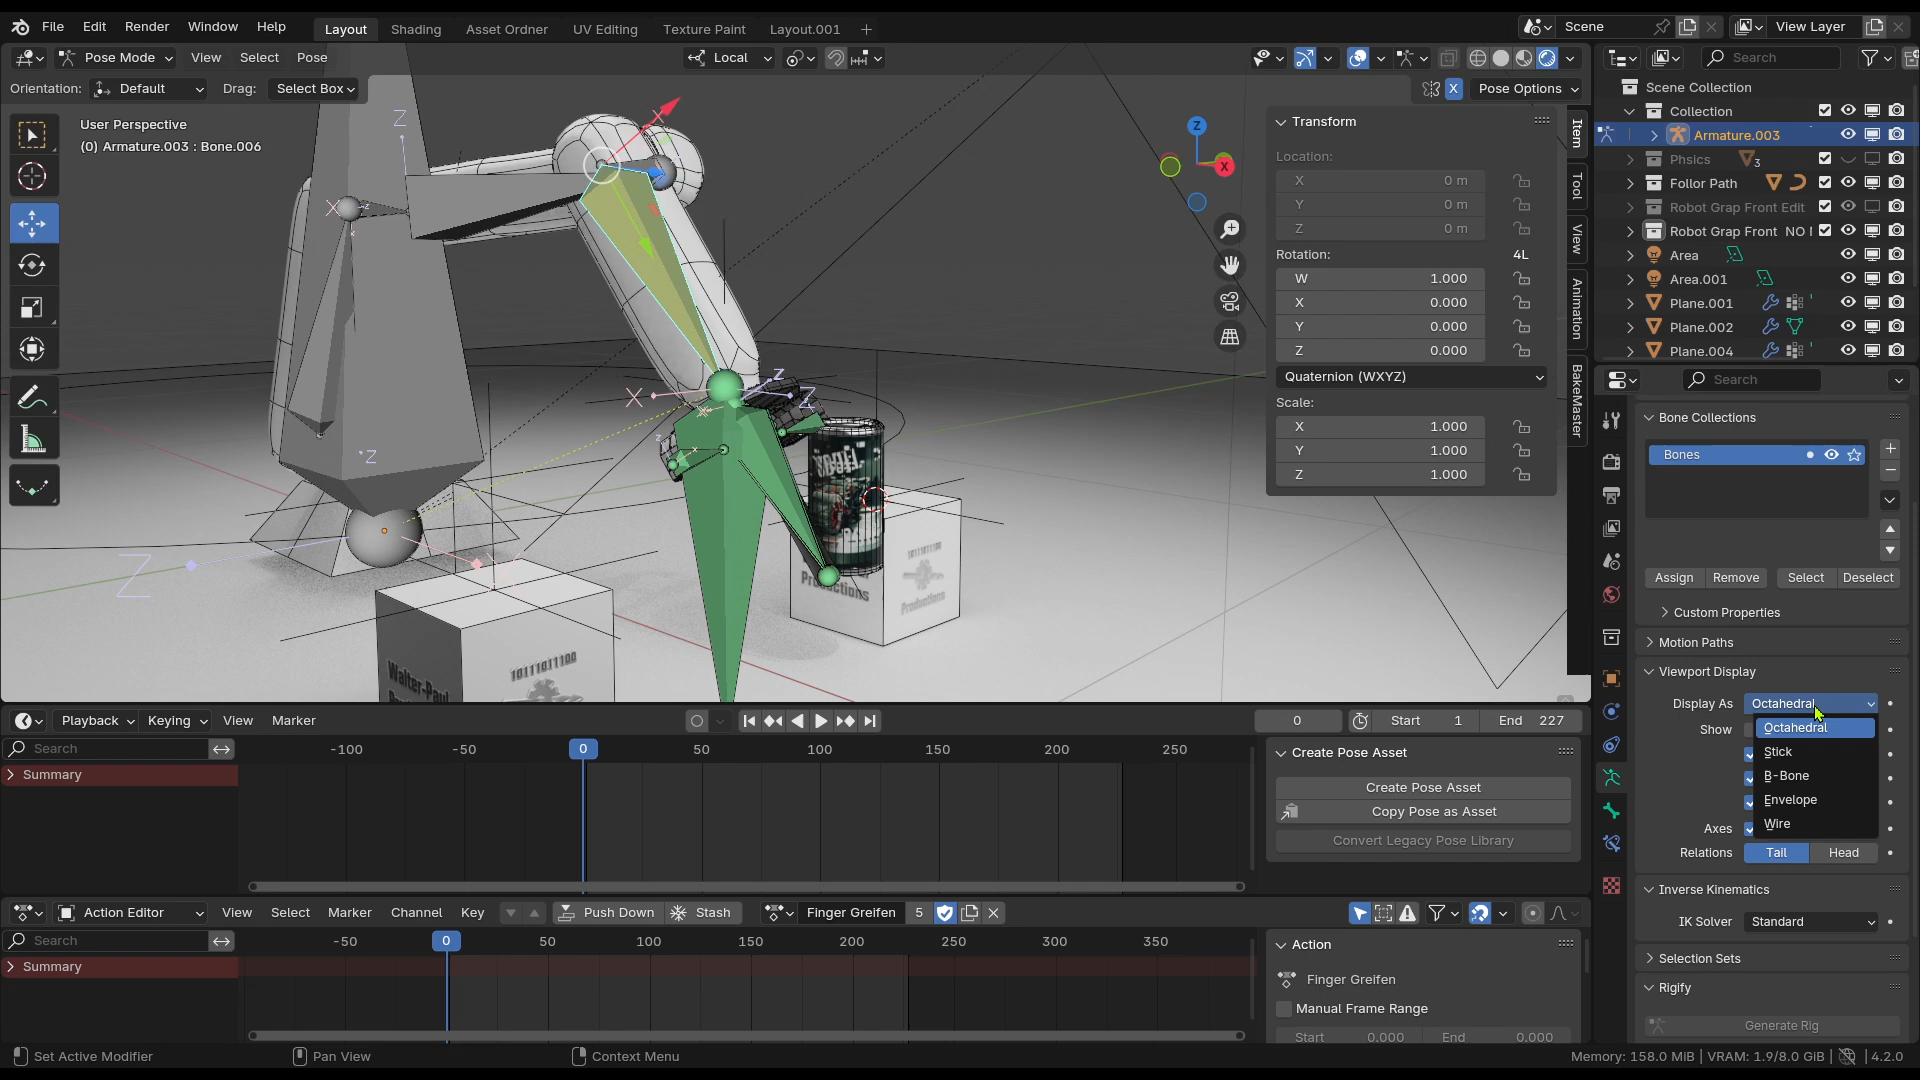 File Edit Render Window Help Layout Shading Asset Ordner UV Editing Texture Paint Layout.001 + Scene View Layer
Pose Mode View Select Pose Local Search
Orientation: Default Drag: Select Box X Pose Options
User Perspective
(0) Armature.003 : Bone.006
Transform
Location:
X 0 m
Y 0 m
Z 0 m
Rotation: 4L
W 1.000
X 0.000
Y 0.000
Z 0.000
Quaternion (WXYZ)
Scale:
X 1.000
Y 1.000
Z 1.000
Item
Tool
View
Animation
BakeMaster
Scene Collection
Collection
Armature.003
Phsics 3
Follor Path
Robot Grap Front Edit
Robot Grap Front NO
Area
Area.001
Plane.001
Plane.002
Plane.004
Search
Bone Collections
Bones
Assign Remove Select Deselect
Custom Properties
Motion Paths
Viewport Display
Display As Octahedral
Show Octahedral
Stick
B-Bone
Envelope
Wire
Axes
Relations Tail Head
Inverse Kinematics
IK Solver Standard
Selection Sets
Rigify
Generate Rig
Productions
Productions
Walter-Paul
10111011100
Playback Keying View Marker 0 Start 1 End 227
Search -100 -50 0 50 100 150 200 250
Summary
Create Pose Asset
Create Pose Asset
Copy Pose as Asset
Convert Legacy Pose Library
Action Editor View Select Marker Channel Key Push Down Stash Finger Greifen 5
Search -50 0 50 100 150 200 250 300 350
Summary
Action
Finger Greifen
Manual Frame Range
Start 0.000 End 0.000
Set Active Modifier Pan View Context Menu Memory: 158.0 MiB | VRAM: 1.9/8.0 GiB | 4.2.0